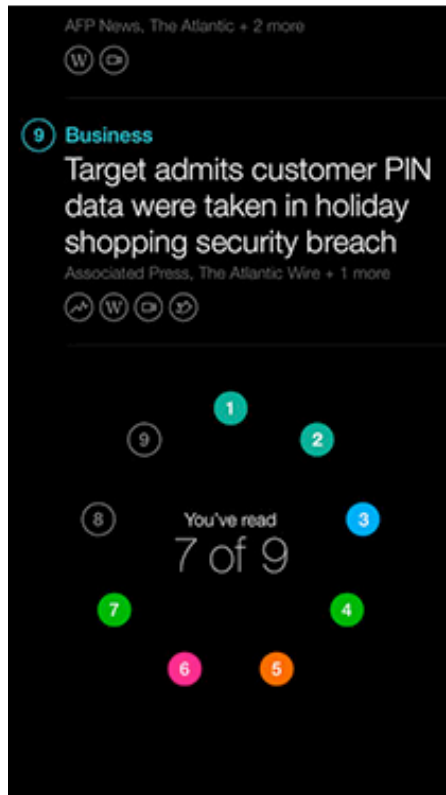 AFP News, The Atlantic + 2 more
W
9 Business
Target admits customer PIN
data were taken in holiday
shopping security breach
Associated Press, The Atlantic Wire + 1 more
W
1
9
2
8
You've read
3
7 of 9
7
4
6
5